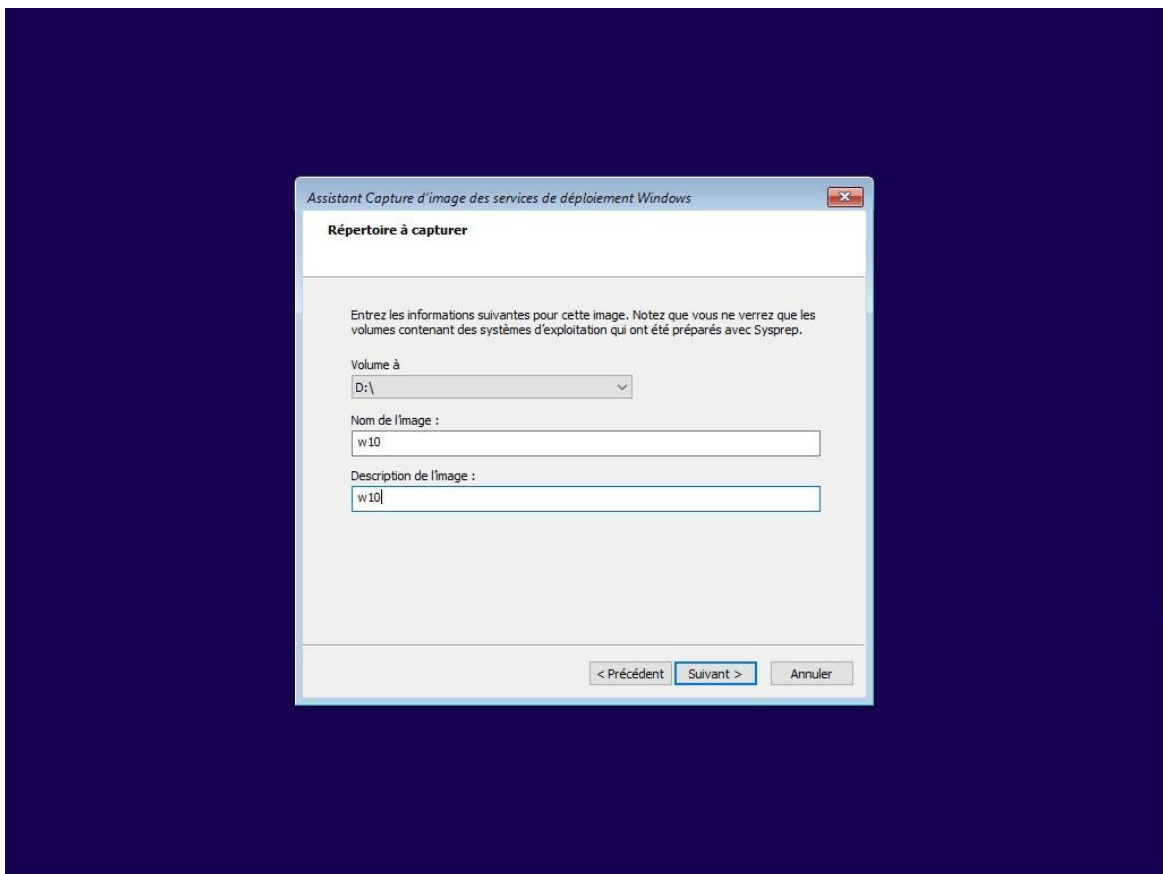 Assistant Capture d'image des services de déploiement Windows
Répertoire à capturer
Entrez les informations suivantes pour cette image. Notez que vous ne verrez que les
volumes contenant des systèmes d'exploitation qui ont été préparés avec Sysprep.
Volume à
D:\
Nom de l'image :
w10
Description de l'image :
w10
< Précédent Suivant > Annuler